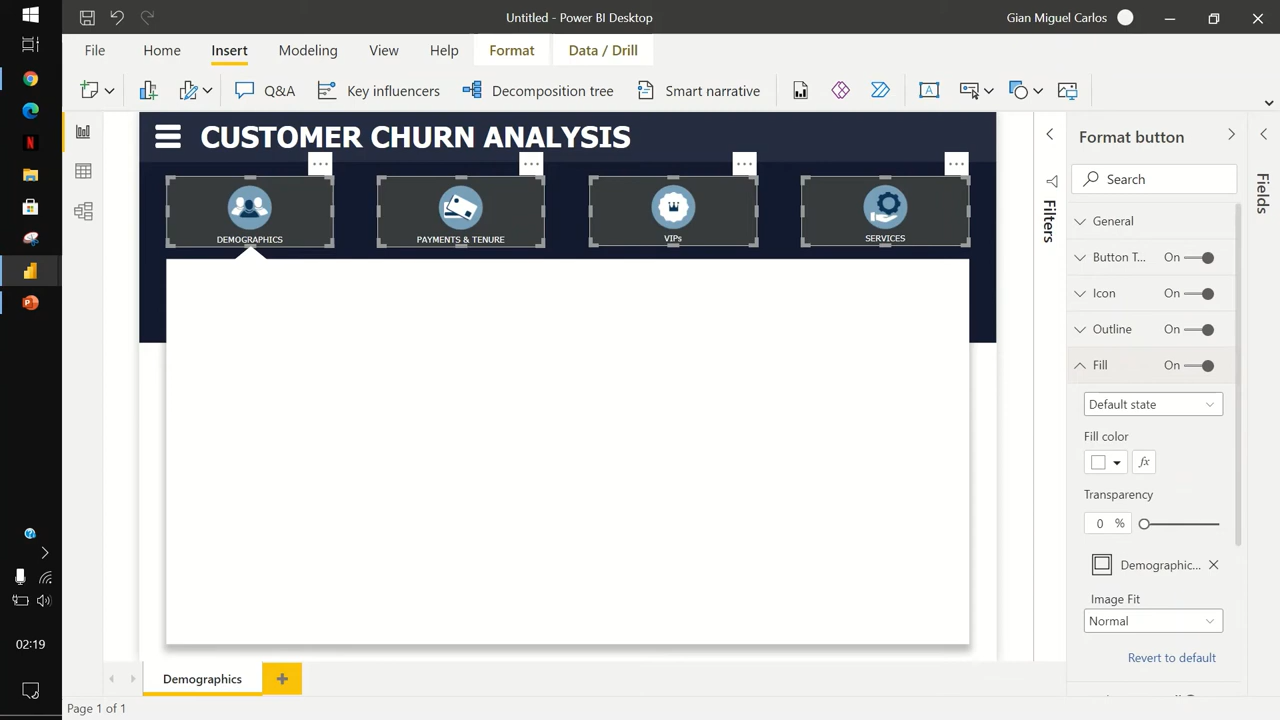 Untitled - Power BI Desktop
Gian Miguel Carlos
File Home Insert Modeling View Help Format Data / Drill
Q&A Key influencers Decomposition tree Smart narrative
CUSTOMER CHURN ANALYSIS
DEMOGRAPHICS PAYMENTS & TENURE VIPs SERVICES
Filters
Format button
Search
General
Button T... On
Icon On
Outline On
Fill On
Default state
Fill color
fx
Transparency
0 %
Demographic...
Image Fit
Normal
Revert to default
Fields
02:19
Demographics
Page 1 of 1